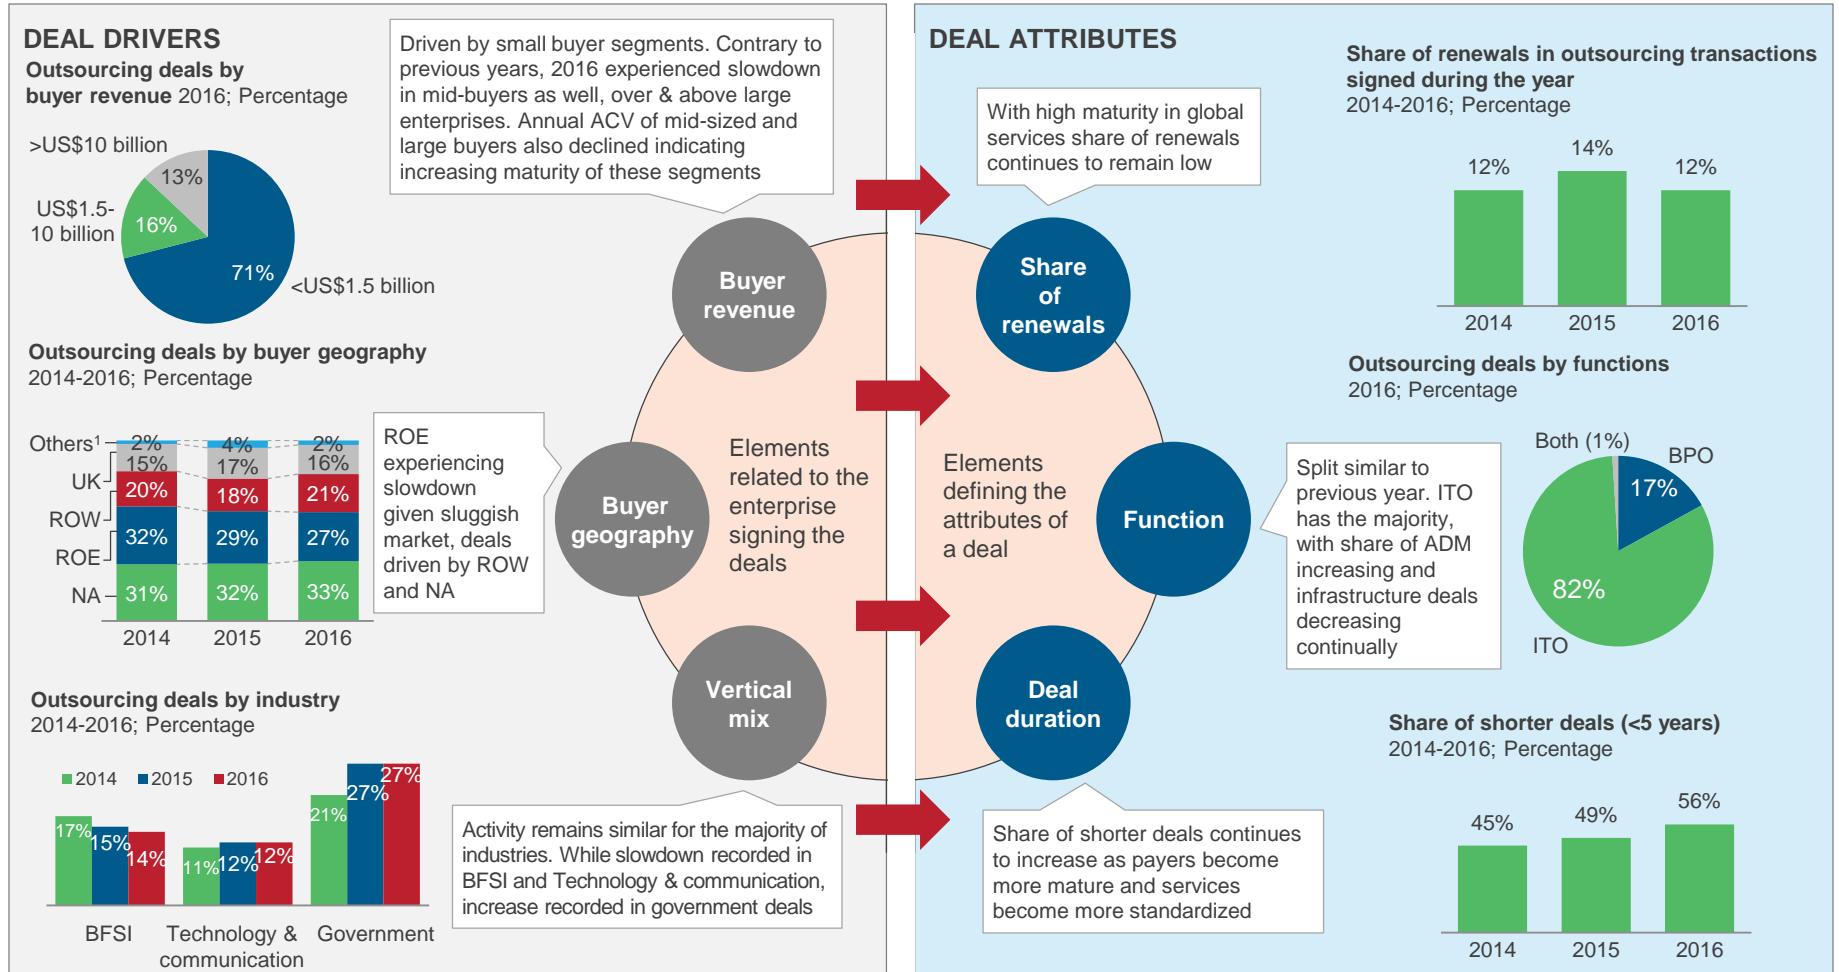 DEAL DRIVERS
Outsourcing deals by
buyer revenue 2016; Percentage
>US$10 billion
13%
US$1.5-
10 billion
16%
71%
<US$1.5 billion
Driven by small buyer segments. Contrary to
previous years, 2016 experienced slowdown
in mid-buyers as well, over & above large
enterprises. Annual ACV of mid-sized and
large buyers also declined indicating
increasing maturity of these segments
Outsourcing deals by buyer geography
2014-2016; Percentage
Others1
UK
ROW
ROE
NA
2%
4%
2%
15%
17%
16%
20%
18%
21%
32%
29%
27%
31%
32%
33%
2014
2015
2016
ROE
experiencing
slowdown
given sluggish
market, deals
driven by ROW
and NA
Outsourcing deals by industry
2014-2016; Percentage
2014
2015
2016
17%
15%
14%
11%
12%
12%
21%
27%
27%
BFSI
Technology &
communication
Government
Activity remains similar for the majority of
industries. While slowdown recorded in
BFSI and Technology & communication,
increase recorded in government deals
Buyer
revenue
Buyer
geography
Vertical
mix
Elements
related to the
enterprise
signing the
deals
DEAL ATTRIBUTES
With high maturity in global
services share of renewals
continues to remain low
Share
of
renewals
Elements
defining the
attributes of
a deal
Function
Deal
duration
Share of renewals in outsourcing transactions
signed during the year
2014-2016; Percentage
12%
14%
12%
2014
2015
2016
Outsourcing deals by functions
2016; Percentage
Both (1%)
BPO
17%
82%
ITO
Split similar to
previous year. ITO
has the majority,
with share of ADM
increasing and
infrastructure deals
decreasing
continually
Share of shorter deals (<5 years)
2014-2016; Percentage
45%
49%
56%
2014
2015
2016
Share of shorter deals continues
to increase as payers become
more mature and services
become more standardized